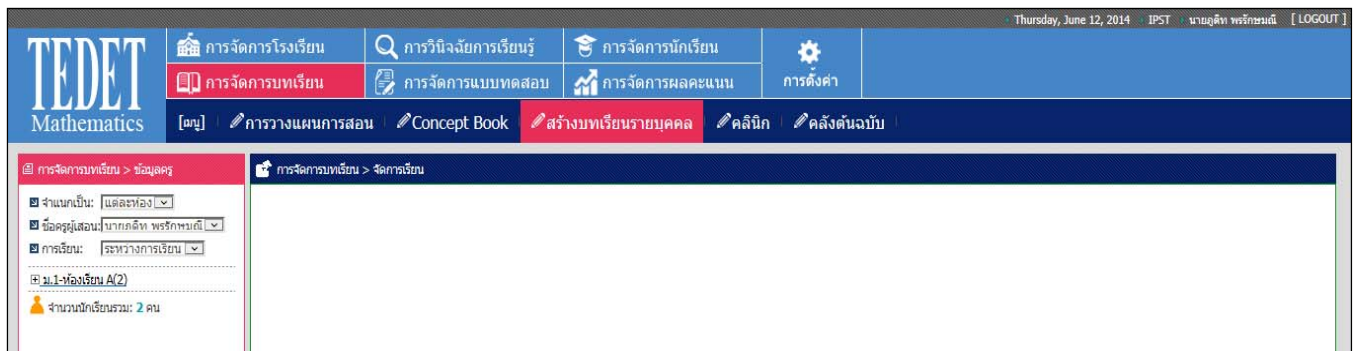 Thursday, June 12, 2014 IPST นายภูคิท พรรักษมณี [ LOGOUT ]
TEDET
Mathematics
การจัดการโรงเรียน การวินิจฉัยการเรียนรู้ การจัดการนักเรียน
การจัดการบทเรียน การจัดการแบบทดสอบ การจัดการผลคะแนน การตั้งค่า
[เมนู] การวางแผนการสอน Concept Book สร้างบทเรียนรายบุคคล คลินิก คลังต้นฉบับ
การจัดการบทเรียน > ข้อมูลครู
การจัดการบทเรียน > จัดการเรียน
จำแนกเป็น: แต่ละห้อง
ชื่อครูผู้สอน: พรรักษมณี
การเรียน: ระหว่างการเรียน
ม.1-ห้องเรียน A(2)
จำนวนนักเรียนรวม: 2 คน